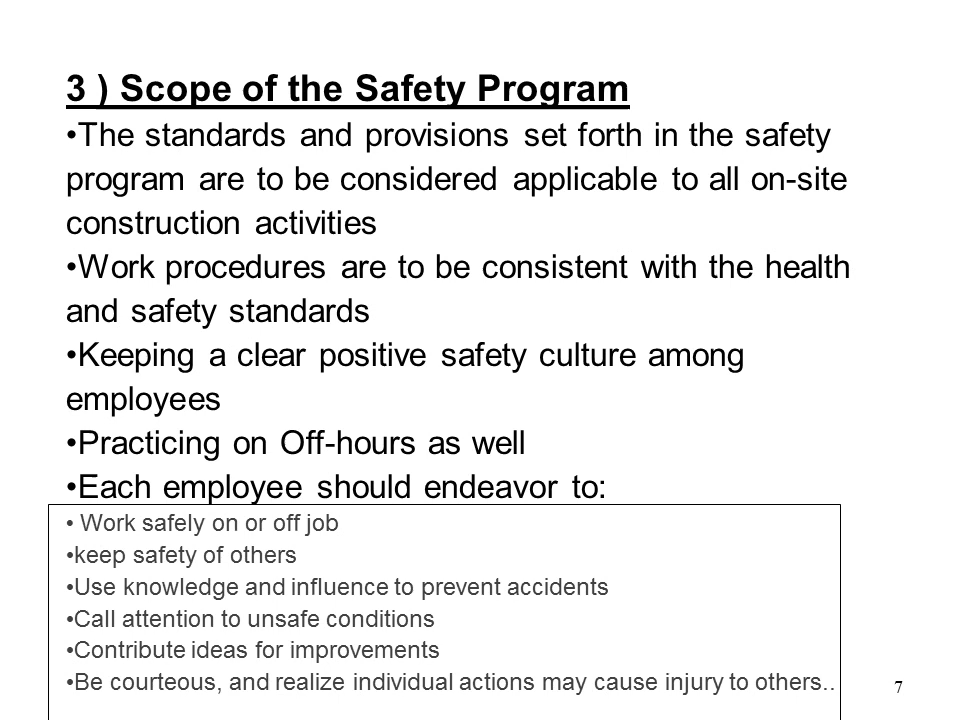 3 ) Scope of the Safety Program
•The standards and provisions set forth in the safety
program are to be considered applicable to all on-site
construction activities
•Work procedures are to be consistent with the health
and safety standards
•Keeping a clear positive safety culture among
employees
•Practicing on Off-hours as well
•Each employee should endeavor to:
• Work safely on or off job
•keep safety of others
•Use knowledge and influence to prevent accidents
•Call attention to unsafe conditions
•Contribute ideas for improvements
•Be courteous, and realize individual actions may cause injury to others..
7